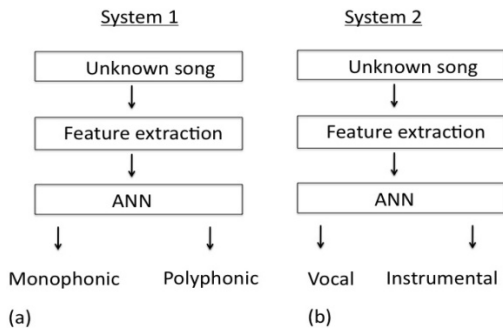 System 1
Unknown song
Feature extraction
ANN
Monophonic Polyphonic
(a)
System 2
Unknown song
Feature extraction
ANN
Vocal Instrumental
(b)